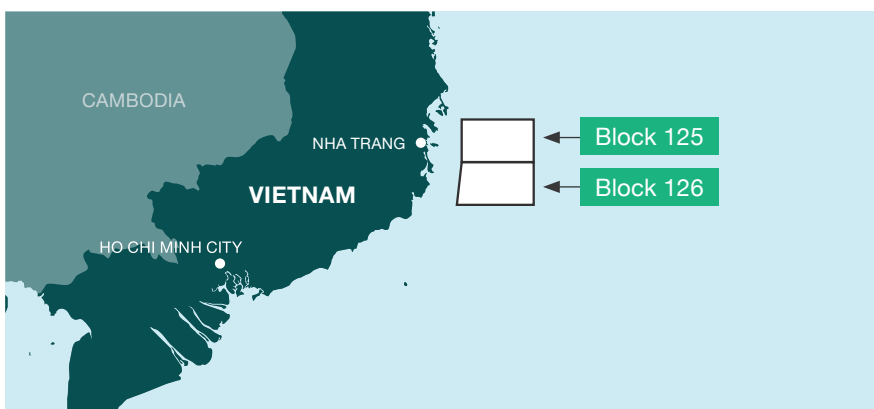 CAMBODIA
NHA TRANG
Block 125
Block 126
VIETNAM
HO CHI MINH CITY